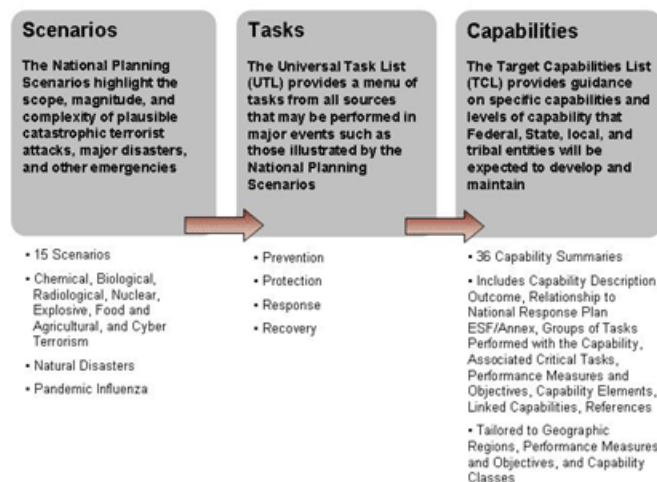 Scenarios
The National Planning
Scenarios highlight the
scope, magnitude, and
complexity of plausible
catastrophic terrorist
attacks, major disasters,
and other emergencies
• 15 Scenarios
• Chemical, Biological,
Radiological, Nuclear,
Explosive, Food and
Agricultural, and Cyber
Terrorism
• Natural Disasters
• Pandemic Influenza
Tasks
The Universal Task List
(UTL) provides a menu of
tasks from all sources
that may be performed in
major events such as
those illustrated by the
National Planning
Scenarios
• Prevention
• Protection
• Response
• Recovery
Capabilities
The Target Capabilities List
(TCL) provides guidance
on specific capabilities and
levels of capability that
Federal, State, local, and
tribal entities will be
expected to develop and
maintain
• 36 Capability Summaries
• Includes Capability Description
Outcome, Relationship to
National Response Plan
ESF/Annex, Groups of Tasks
Performed with the Capability,
Associated Critical Tasks,
Performance Measures and
Objectives, Capability Elements,
Linked Capabilities, References
• Tailored to Geographic
Regions, Performance Measures
and Objectives, and Capability
Classes